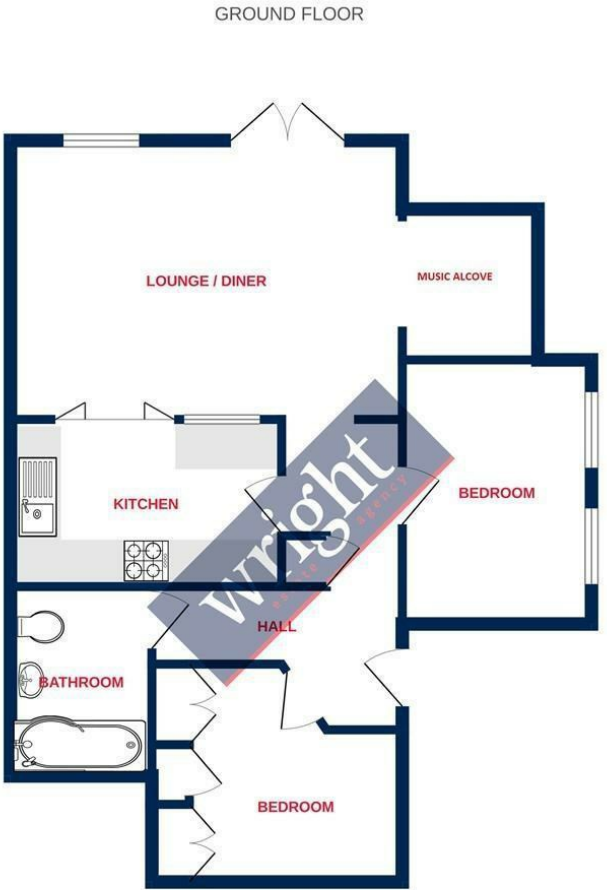 GROUND FLOOR
LOUNGE / DINER
MUSIC ALCOVE
KITCHEN
BEDROOM
wright
estate agency
HALL
BATHROOM
BEDROOM